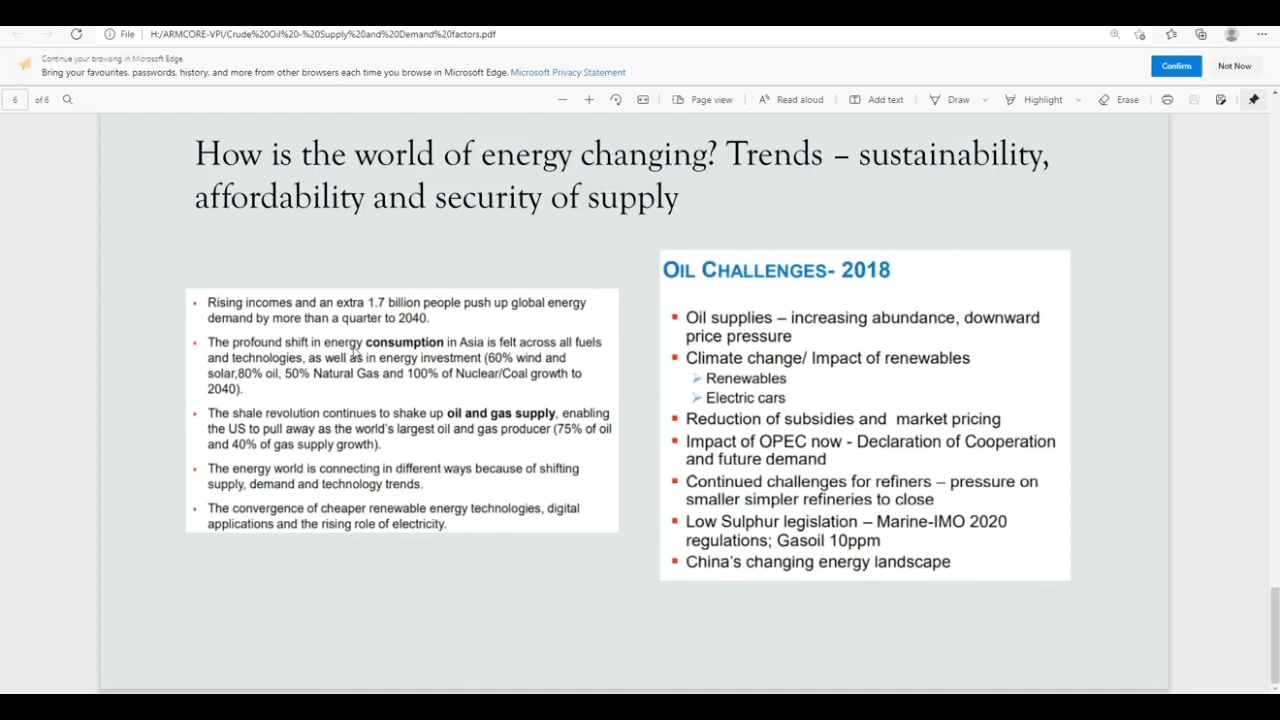 File H:/ARMCORE-VPI/Crude%20Oil%20-%20Supply%20and%20Demand%20factors.pdf
Continue your browsing in Microsoft Edge.
Bring your favourites, passwords, history, and more from other browsers each time you browse in Microsoft Edge. Microsoft Privacy Statement
Confirm
Not Now
6 of 6
Page view
Read aloud
Add text
Draw
Highlight
Erase
How is the world of energy changing? Trends – sustainability,
affordability and security of supply
• Rising incomes and an extra 1.7 billion people push up global energy
demand by more than a quarter to 2040.
• The profound shift in energy consumption in Asia is felt across all fuels
and technologies, as well as in energy investment (60% wind and
solar,80% oil, 50% Natural Gas and 100% of Nuclear/Coal growth to
2040).
• The shale revolution continues to shake up oil and gas supply, enabling
the US to pull away as the world's largest oil and gas producer (75% of oil
and 40% of gas supply growth).
• The energy world is connecting in different ways because of shifting
supply, demand and technology trends.
• The convergence of cheaper renewable energy technologies, digital
applications and the rising role of electricity.
OIL CHALLENGES- 2018
▪ Oil supplies – increasing abundance, downward
price pressure
▪ Climate change/ Impact of renewables
➢ Renewables
➢ Electric cars
▪ Reduction of subsidies and market pricing
▪ Impact of OPEC now - Declaration of Cooperation
and future demand
▪ Continued challenges for refiners – pressure on
smaller simpler refineries to close
▪ Low Sulphur legislation – Marine-IMO 2020
regulations; Gasoil 10ppm
▪ China's changing energy landscape